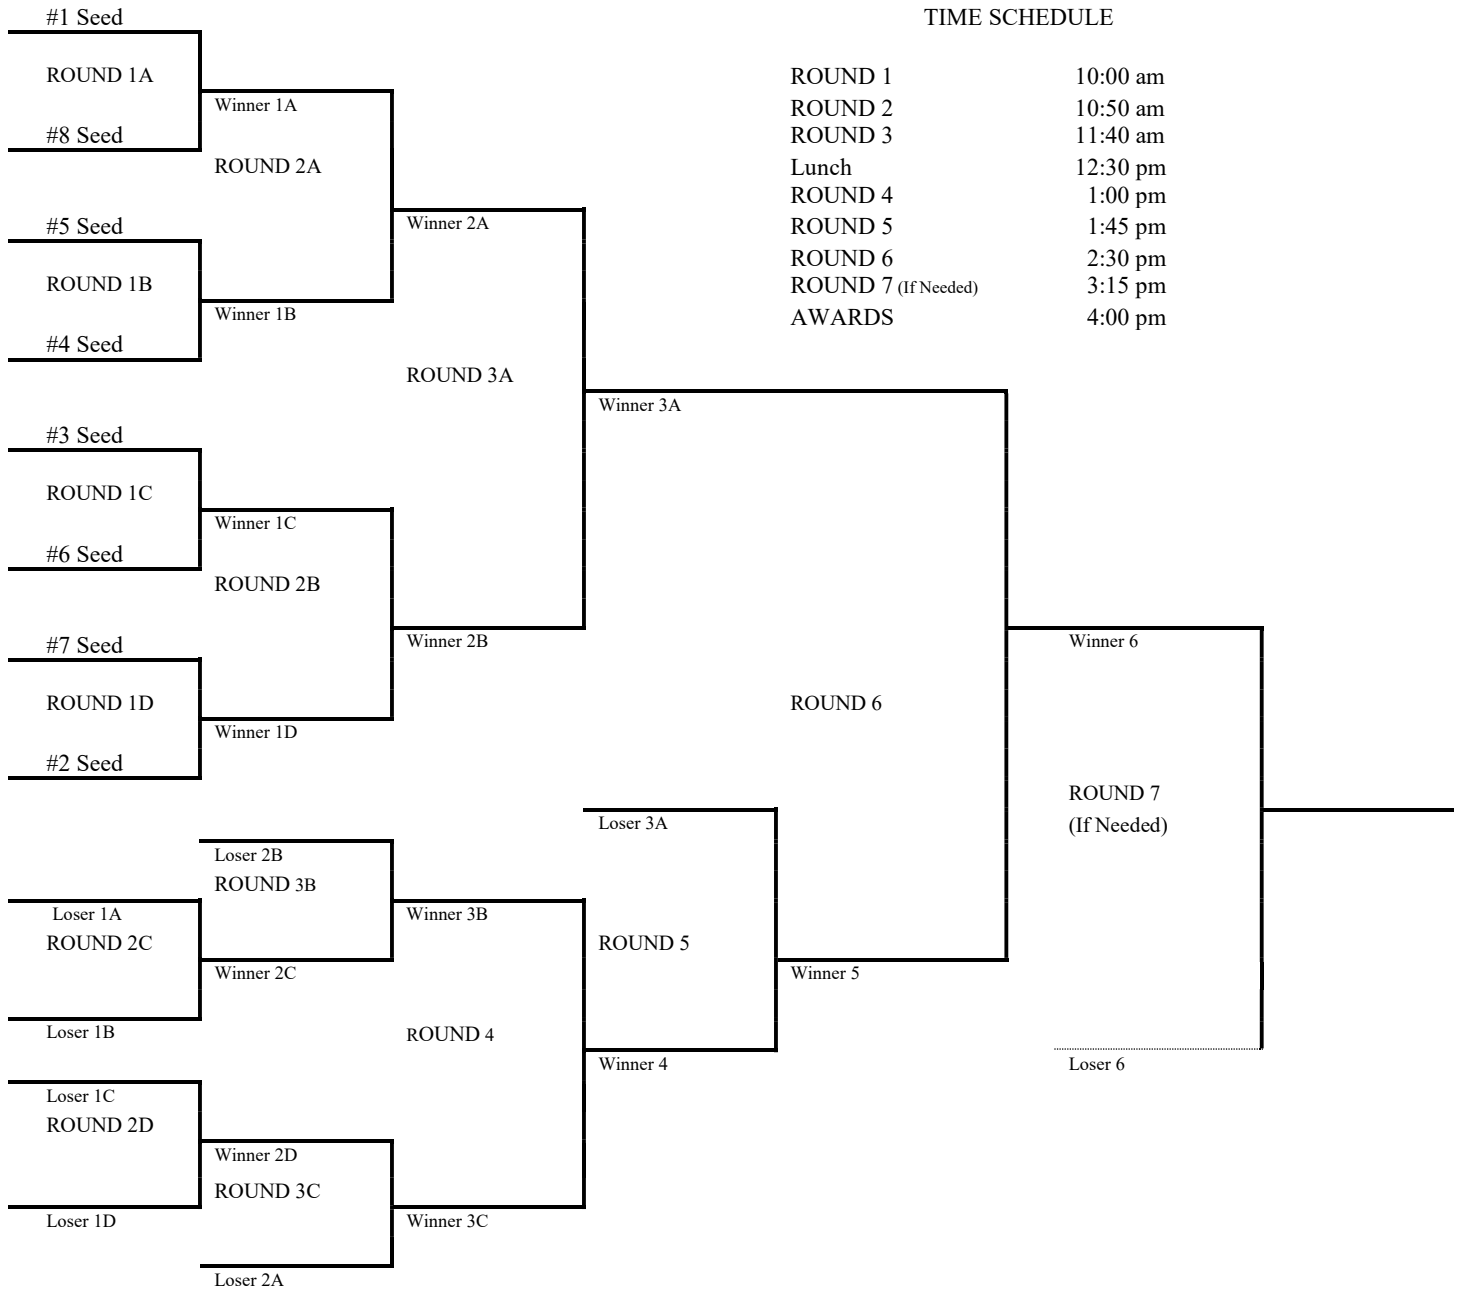 #1 Seed
TIME SCHEDULE
ROUND 1A
ROUND 1 10:00 am
Winner 1A
ROUND 2 10:50 am
#8 Seed
ROUND 3 11:40 am
ROUND 2A
Lunch 12:30 pm
ROUND 4 1:00 pm
#5 Seed
Winner 2A
ROUND 5 1:45 pm
ROUND 6 2:30 pm
ROUND 1B
ROUND 7 (If Needed) 3:15 pm
Winner 1B
AWARDS 4:00 pm
#4 Seed
ROUND 3A
Winner 3A
#3 Seed
ROUND 1C
Winner 1C
#6 Seed
ROUND 2B
#7 Seed
Winner 2B
Winner 6
ROUND 1D
ROUND 6
Winner 1D
#2 Seed
ROUND 7
(If Needed)
Loser 3A
Loser 2B
ROUND 3B
Loser 1A
Winner 3B
ROUND 2C
ROUND 5
Winner 2C
Winner 5
Loser 1B
ROUND 4
Winner 4
Loser 6
Loser 1C
ROUND 2D
Winner 2D
ROUND 3C
Loser 1D
Winner 3C
Loser 2A